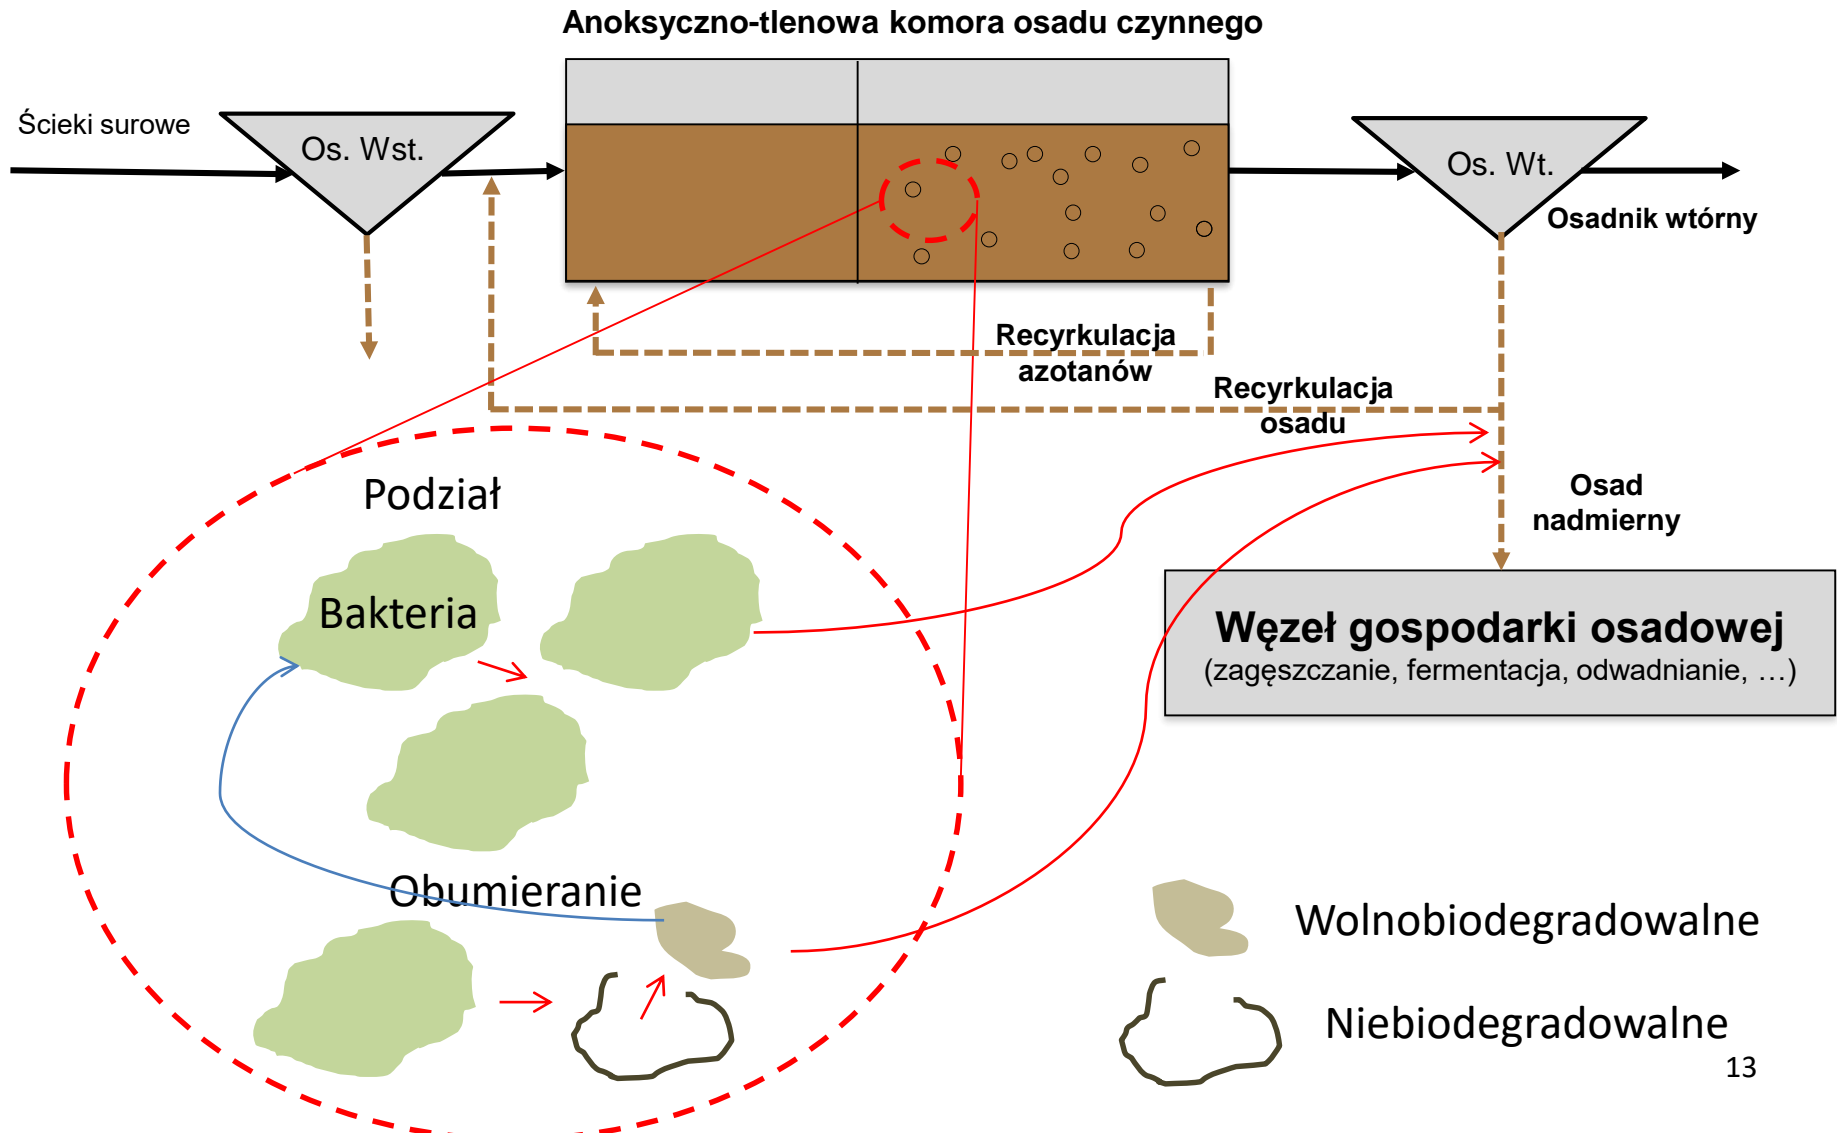 Anoksyczno-tlenowa komora osadu czynnego
Ścieki surowe
Os. Wst.
Os. Wt.
Osadnik wtórny
Recyrkulacja
azotanów
Recyrkulacja
osadu
Osad
nadmierny
Podział
Bakteria
Węzeł gospodarki osadowej
(zagęszczanie, fermentacja, odwadnianie, …)
Obumieranie
Wolnobiodegradowalne
Niebiodegradowalne
13